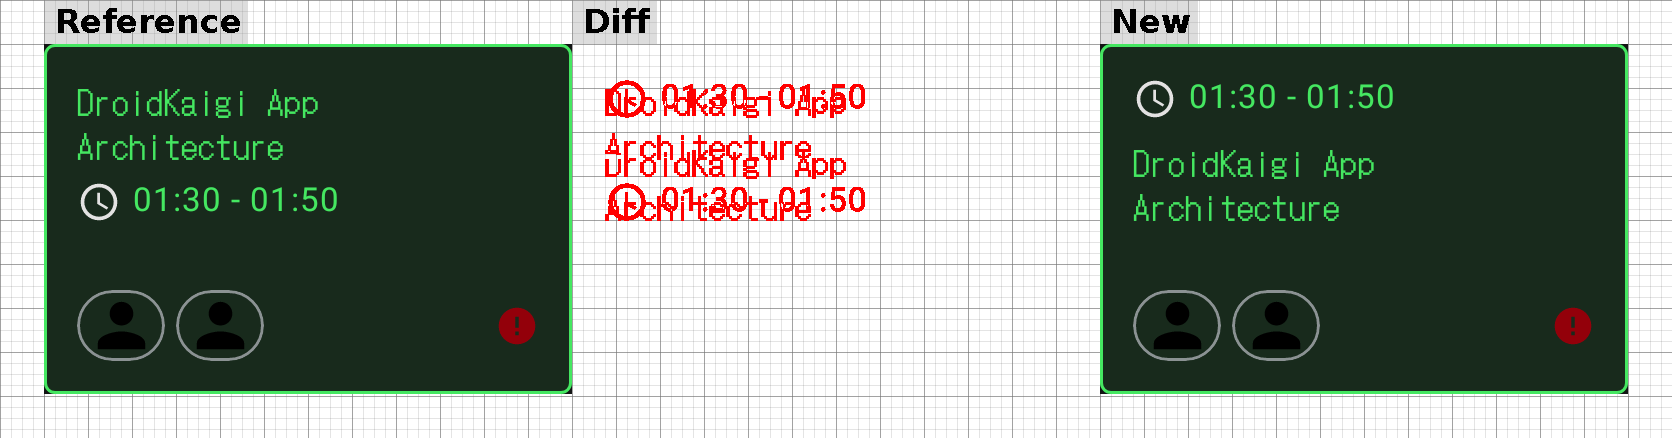 Reference
DroidKaigi App
Architecture
01:30 - 01:50
Diff
01:30 - 01:50
DroidKaigi App
Architecture
DroidKaigi App
01:30 - 01:50
Architecture
New
01:30 - 01:50
DroidKaigi App
Architecture